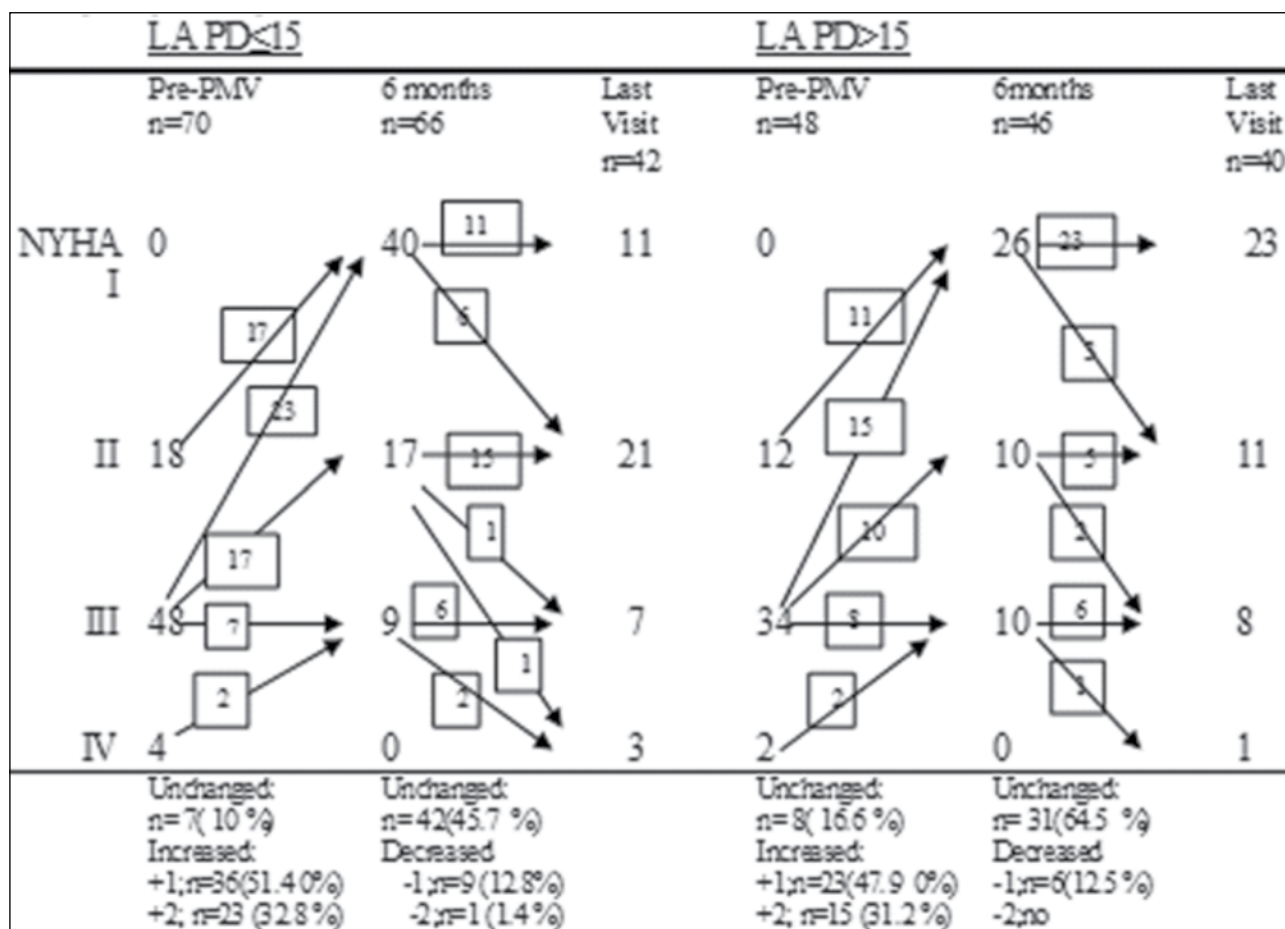 LA PD≤15 LA PD>15
Pre-PMV 6 months Last Pre-PMV 6months Last
n=70 n=66 Visit n=48 n=46 Visit
n=42 n=40
11
NYHA 0 40 11 0 26 23 23
I
17 6 11 5
23 15
II 18 17 15 21 12 10 5 11
17 1 10 2
III 48 7 9 6 7 34 8 10 6 8
2 2 1 2
IV 4 0 3 2 0 1
Unchanged: Unchanged: Unchanged: Unchanged:
n=7( 10 %) n=42(45.7 %) n=8( 16.6 %) n=31(64.5 %)
Increased: Decreased Increased: Decreased
+1;n=36(51.40%) -1;n=9 (12.8%) +1;n=23(47.9 0%) -1;n=6(12.5 %)
+2; n=23 (32.8 %) -2;n=1 (1.4 %) +2; n=15 (31.2 %) -2;no